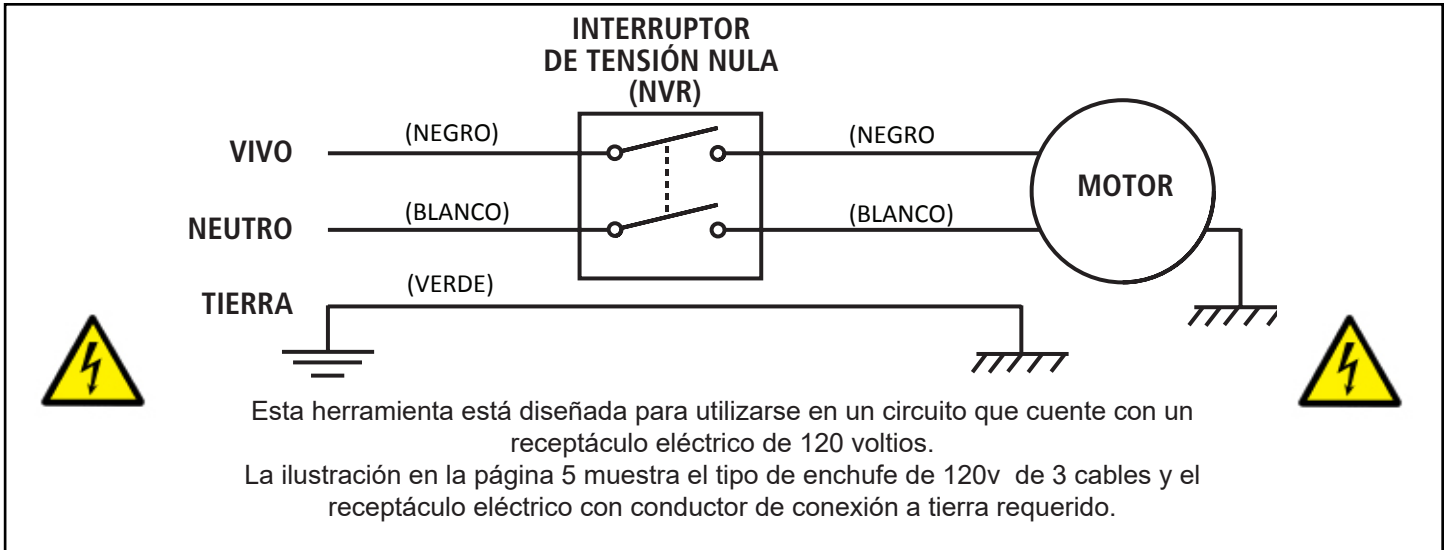 INTERRUPTOR
DE TENSIÓN NULA
(NVR)
VIVO
(NEGRO)
(NEGRO
MOTOR
NEUTRO
(BLANCO)
(BLANCO)
TIERRA
(VERDE)
Esta herramienta está diseñada para utilizarse en un circuito que cuente con un
receptáculo eléctrico de 120 voltios.
La ilustración en la página 5 muestra el tipo de enchufe de 120v  de 3 cables y el
receptáculo eléctrico con conductor de conexión a tierra requerido.